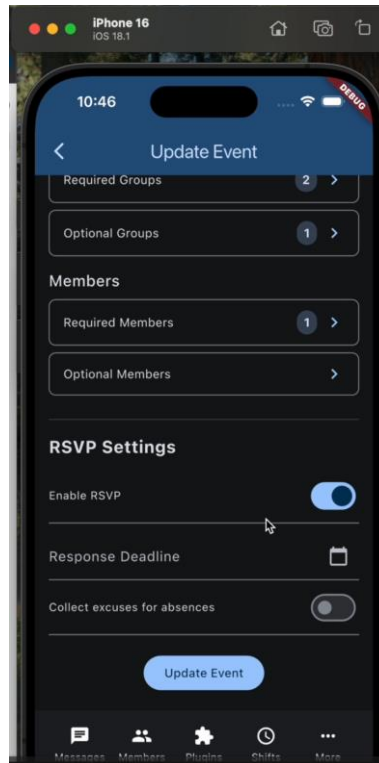 iPhone 16
iOS 18.1
10:46
DEBUG
Update Event
Required Groups 2
Optional Groups 1
Members
Required Members 1
Optional Members
RSVP Settings
Enable RSVP
Response Deadline
Collect excuses for absences
Update Event
Messages Members Plugins Shifts More